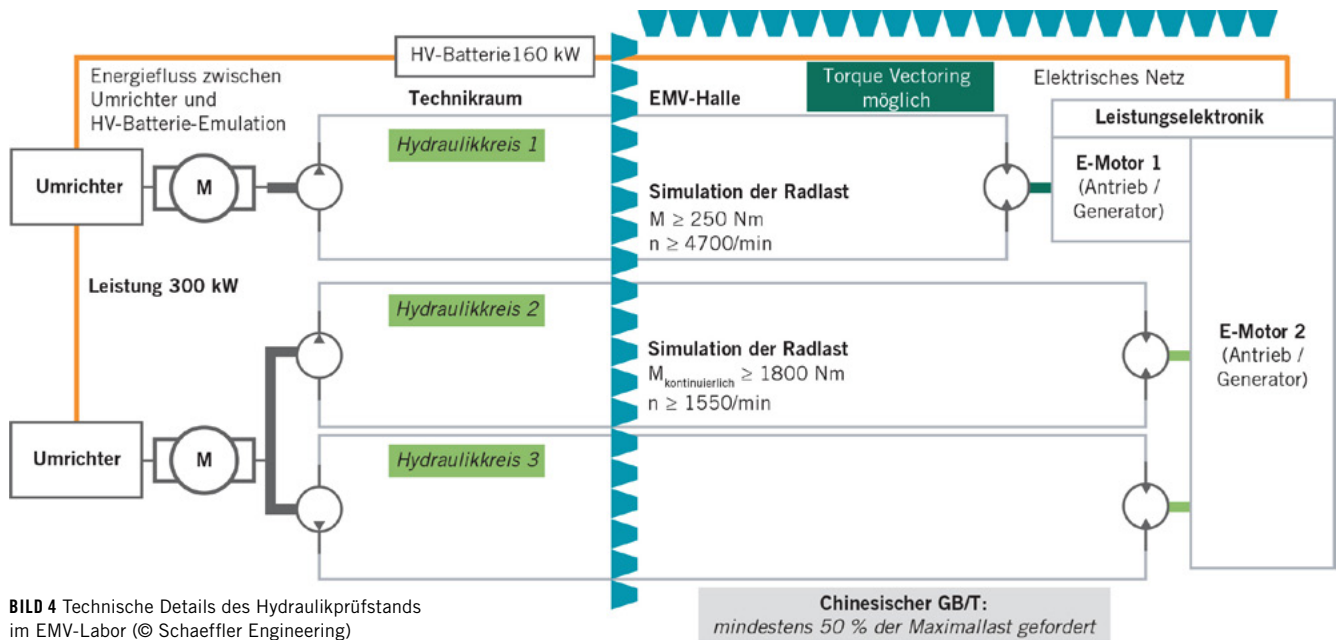 HV-Batterie160 kW
Energiefluss zwischen
Umrichter und
HV-Batterie-Emulation
Technikraum
EMV-Halle
Torque Vectoring
möglich
Elektrisches Netz
Leistungselektronik
Hydraulikkreis 1
Umrichter
M
Simulation der Radlast
M ≥ 250 Nm
n ≥ 4700/min
E-Motor 1
(Antrieb /
Generator)
Leistung 300 kW
Hydraulikkreis 2
Simulation der Radlast
Mkontinuierlich ≥ 1800 Nm
n ≥ 1550/min
E-Motor 2
(Antrieb /
Generator)
Umrichter
M
Hydraulikkreis 3
BILD 4 Technische Details des Hydraulikprüfstands
im EMV-Labor (© Schaeffler Engineering)
Chinesischer GB/T:
mindestens 50 % der Maximallast gefordert